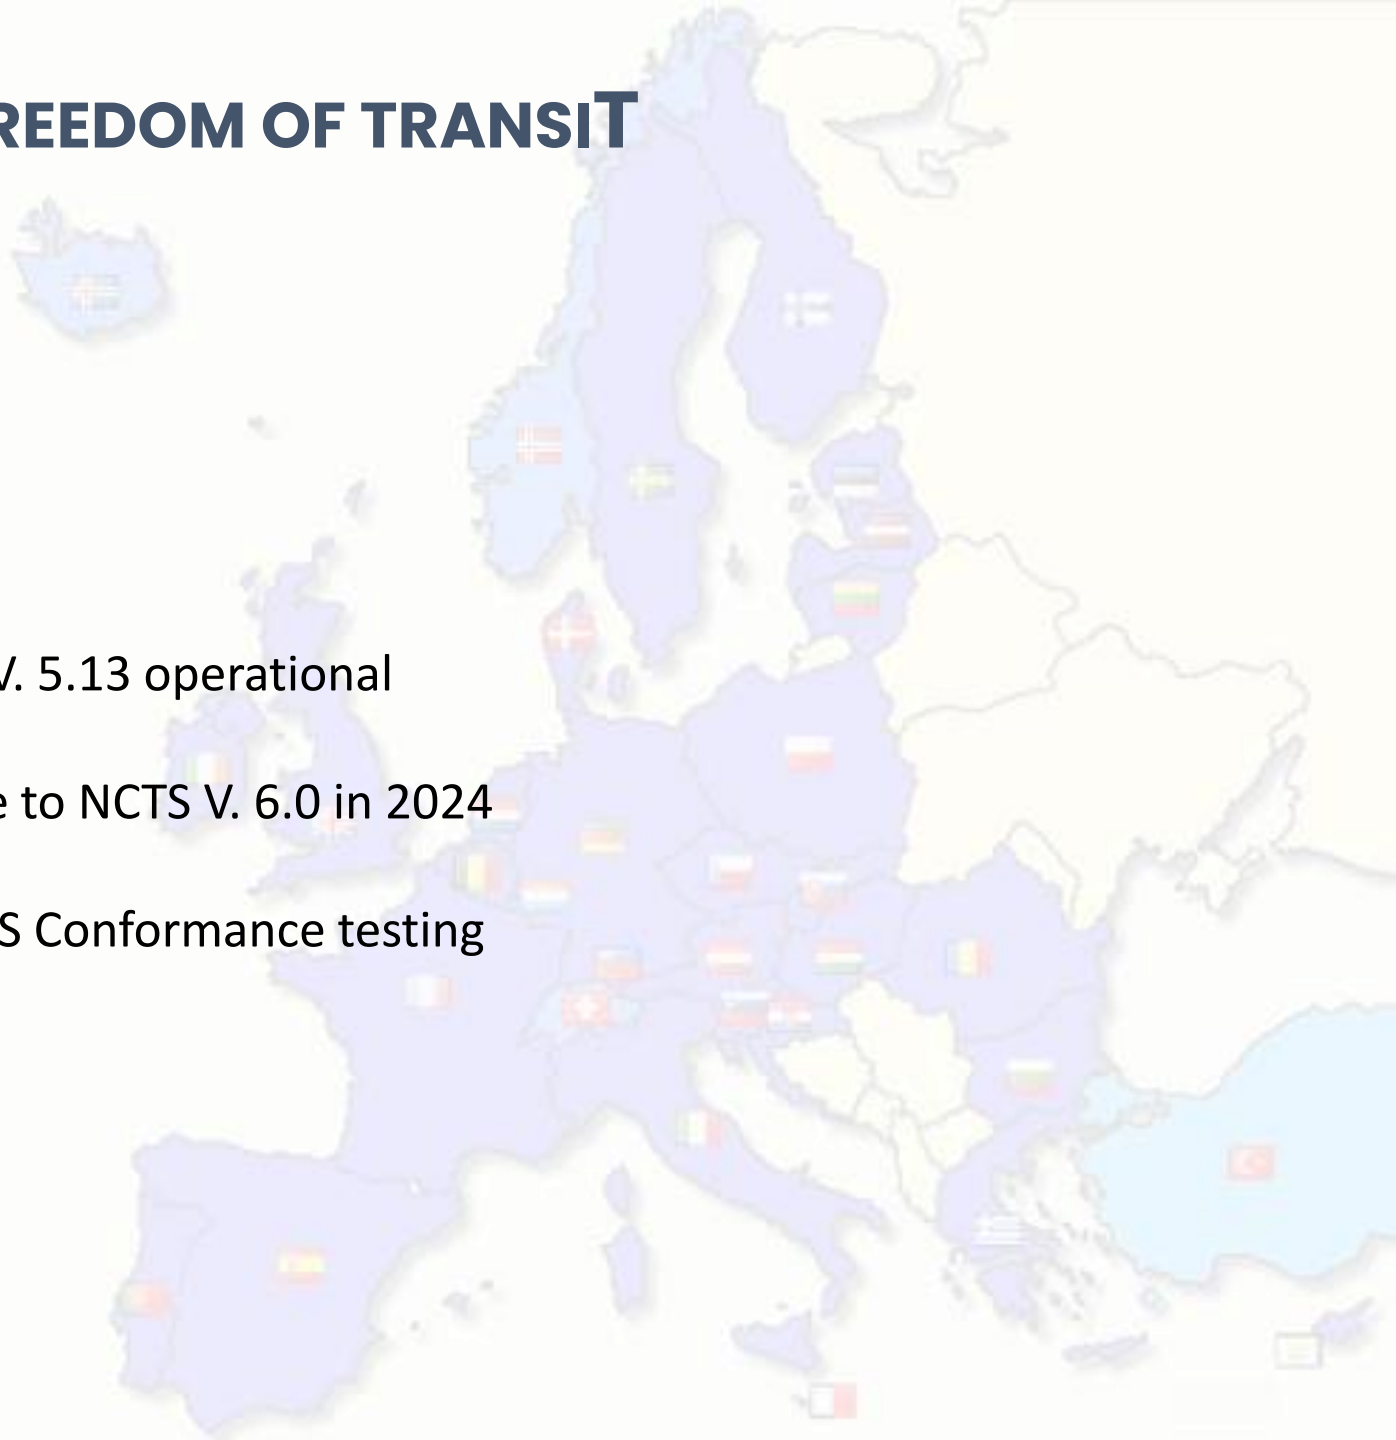 REEDOM OF TRANSIT
V. 5.13 operational
e to NCTS V. 6.0 in 2024
S Conformance testing